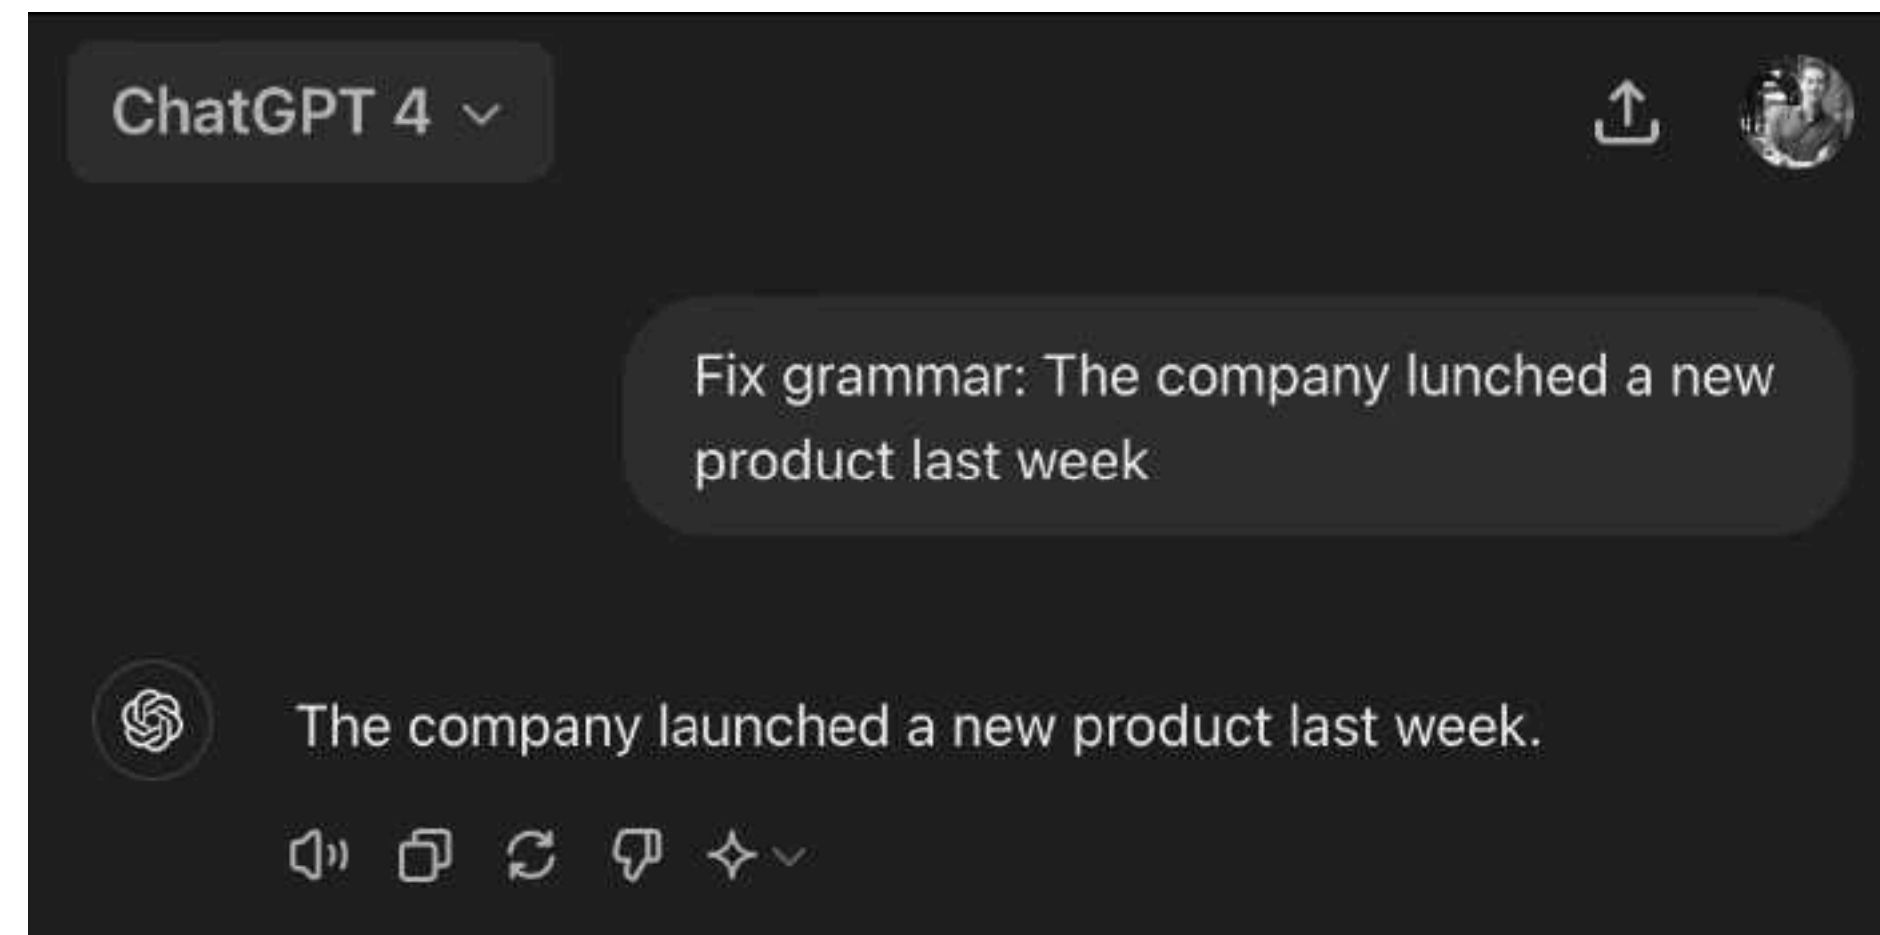 ChatGPT 4
Fix grammar: The company lunched a new
product last week
The company launched a new product last week.